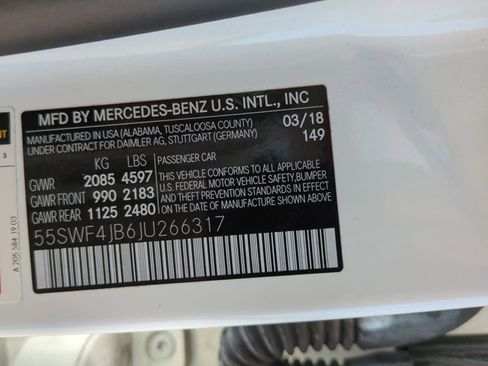 MFD BY MERCEDES-BENZ U.S. INTL., INC
MANUFACTURED IN USA (ALABAMA, TUSCALOOSA COUNTY) 03/18
UNDER CONTRACT FOR DAIMLER AG, STUTTGART (GERMANY) 149
KG LBS PASSENGER CAR
GVWR 2085 4597
GAWR FRONT 990 2183
GAWR REAR 1125 2480
THIS VEHICLE CONFORMS TO ALL APPLICABLE
U.S. FEDERAL MOTOR VEHICLE SAFETY,BUMPER
AND THEFT PREVENTION STANDARDS IN EFFECT
ON THE DATE OF MANUFACTURE SHOWN ABOVE.
55SWF4JB6JU266317
A 205 584 19 03
3